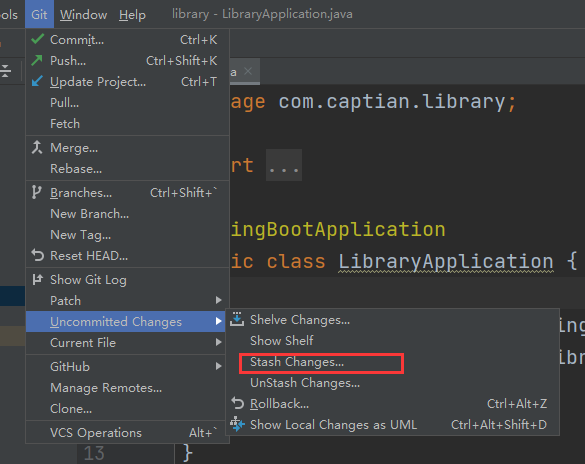 ols Git Window Help library - LibraryApplication.java
Commit... Ctrl+K
Push... Ctrl+Shift+K
Update Project... Ctrl+T
Pull...
Fetch
Merge...
Rebase...
Branches... Ctrl+Shift+`
New Branch...
New Tag...
Reset HEAD...
Show Git Log
Patch
Uncommitted Changes
Current File
GitHub
Manage Remotes...
Clone...
VCS Operations Alt+`
Shelve Changes...
Show Shelf
Stash Changes...
UnStash Changes...
Rollback... Ctrl+Alt+Z
Show Local Changes as UML Ctrl+Alt+Shift+D
a
age com.captian.library;
rt ...
ingBootApplication
ic class LibraryApplication {
ing
ibra
13 }